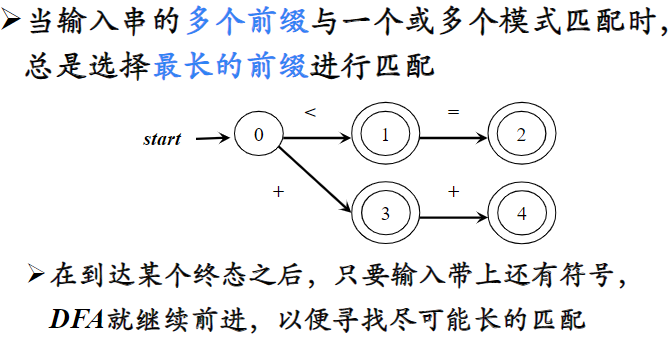 ➢当输入串的多个前缀与一个或多个模式匹配时,
总是选择最长的前缀进行匹配
< =
start 0 1 2
+ +
3 4
➢在到达某个终态之后，只要输入带上还有符号，
DFA就继续前进，以便寻找尽可能长的匹配